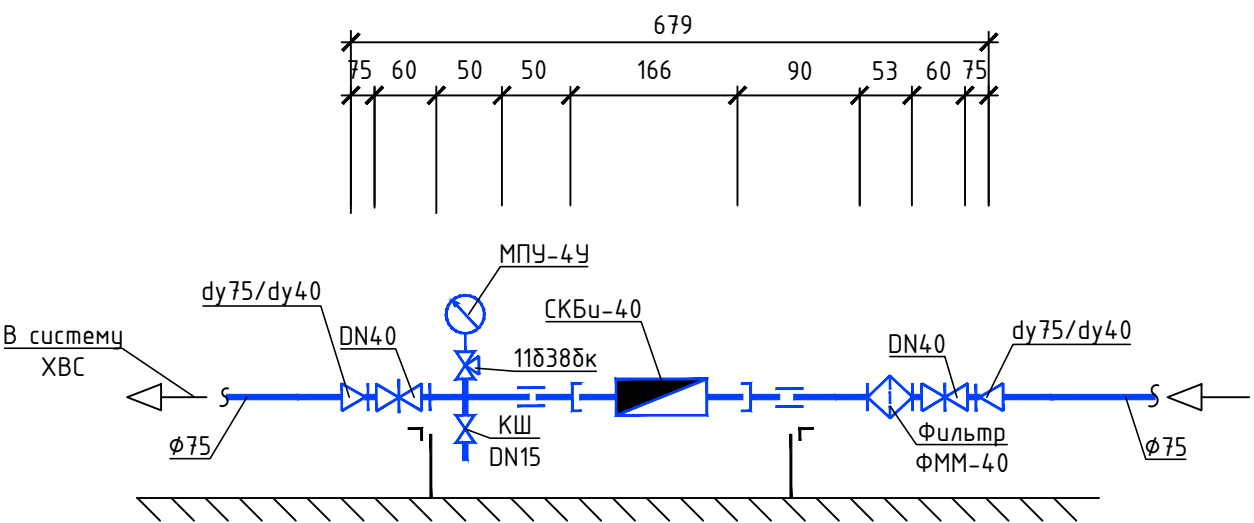 679
75 60 50 50 166 90 53 60 75
МПУ-4У
dy75/dy40
СКБи-40
dy75/dy40
В систему
ХВС
DN40
11б38бк
DN40
КШ
DN15
Фильтр
ФММ-40
Ф75
Ф75